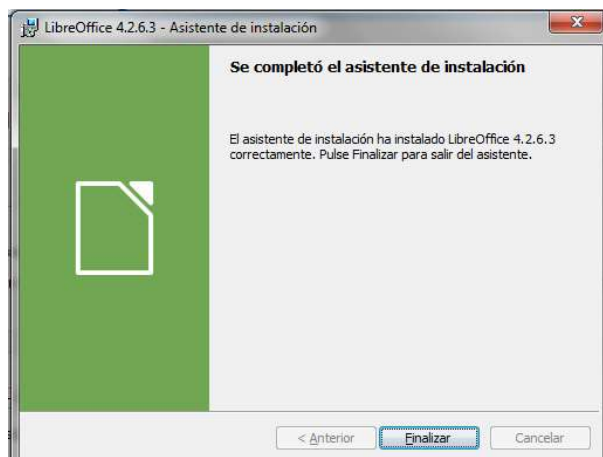 LibreOffice 4.2.6.3 - Asistente de instalación
Se completó el asistente de instalación
El asistente de instalación ha instalado LibreOffice 4.2.6.3
correctamente. Pulse Finalizar para salir del asistente.
< Anterior Finalizar Cancelar